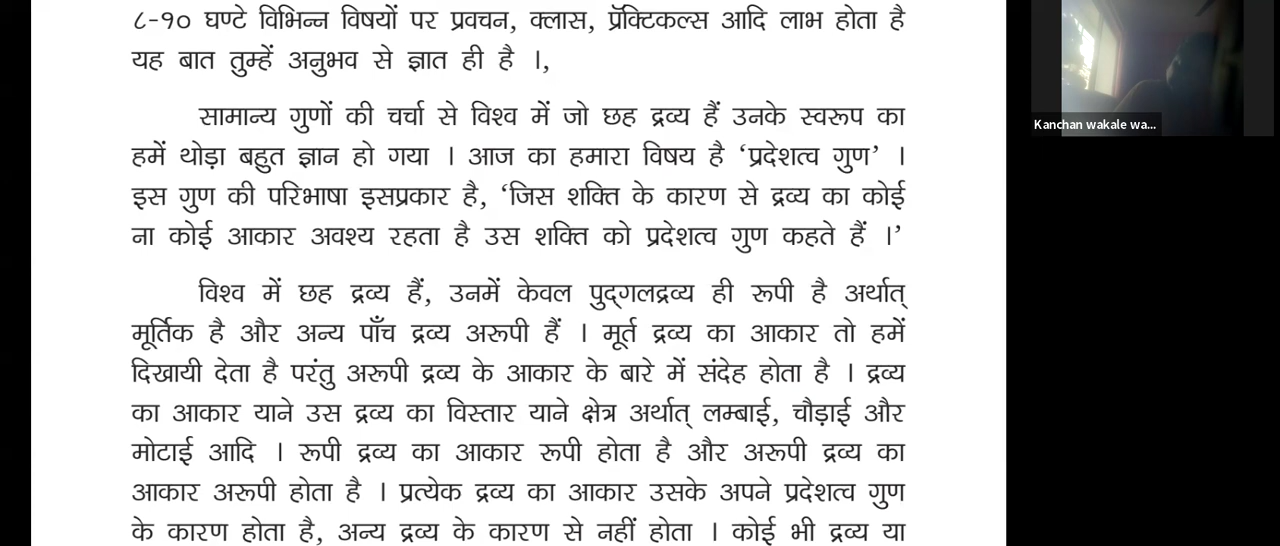 ८-१० घण्टे विभिन्न विषयों पर प्रवचन, क्लास, प्रॅक्टिकल्स आदि लाभ होता है
यह बात तुम्हें अनुभव से ज्ञात ही है ।,
सामान्य गुणों की चर्चा से विश्व में जो छह द्रव्य हैं उनके स्वरूप का
हमें थोड़ा बहुत ज्ञान हो गया । आज का हमारा विषय है ‘प्रदेशत्व गुण’ ।
इस गुण की परिभाषा इसप्रकार है, ‘जिस शक्ति के कारण से द्रव्य का कोई
ना कोई आकार अवश्य रहता है उस शक्ति को प्रदेशत्व गुण कहते हैं ।’
विश्व में छह द्रव्य हैं, उनमें केवल पुद्‌गलद्रव्य ही रूपी है अर्थात्
मूर्तिक है और अन्य पाँच द्रव्य अरूपी हैं । मूर्त द्रव्य का आकार तो हमें
दिखायी देता है परंतु अरूपी द्रव्य के आकार के बारे में संदेह होता है । द्रव्य
का आकार याने उस द्रव्य का विस्तार याने क्षेत्र अर्थात् लम्बाई, चौड़ाई और
मोटाई आदि । रूपी द्रव्य का आकार रूपी होता है और अरूपी द्रव्य का
आकार अरूपी होता है । प्रत्येक द्रव्य का आकार उसके अपने प्रदेशत्व गुण
के कारण होता है, अन्य द्रव्य के कारण से नहीं होता । कोई भी द्रव्य या
Kanchan wakale wa...